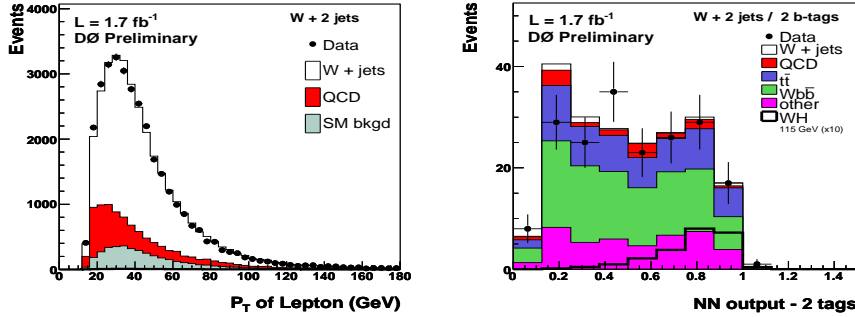 Events
L = 1.7 fb-1
DØ Preliminary
W + 2 jets
Data
W + jets
QCD
SM bkgd
3000
2000
1000
0
0 20 40 60 80 100 120 140 160 180
PT of Lepton (GeV)
Events
L = 1.7 fb-1
DØ Preliminary
W + 2 jets / 2 b-tags
Data
W + jets
QCD
tt̄
Wbb̄
other
WH
115 GeV (x10)
40
20
0
0 0.2 0.4 0.6 0.8 1.0 1.2 1.4
NN output - 2 tags